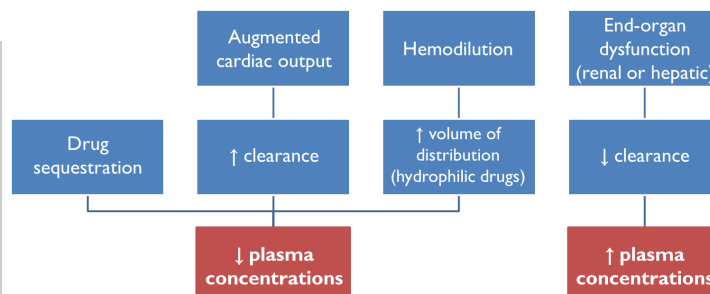 Augmented
cardiac output
Hemodilution
End-organ
dysfunction
(renal or hepatic)
Drug
sequestration
↑ clearance
↑ volume of
distribution
(hydrophilic drugs)
↓ clearance
↓ plasma
concentrations
↑ plasma
concentrations